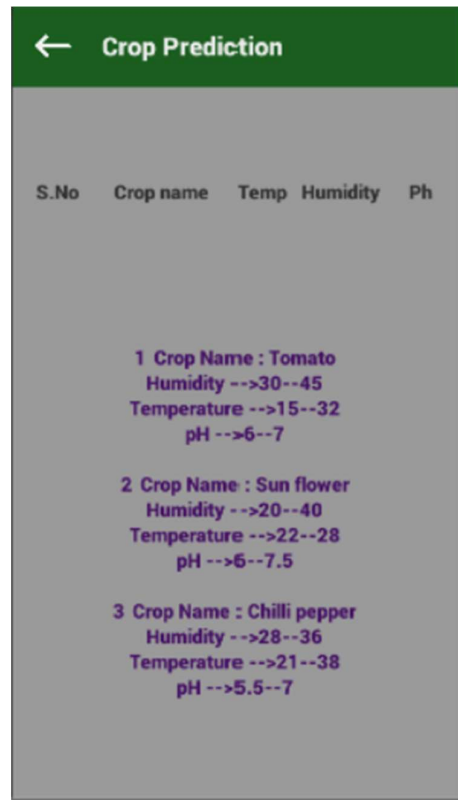 ← Crop Prediction
S.No Crop name Temp Humidity Ph
1 Crop Name : Tomato
Humidity -->30--45
Temperature -->15--32
pH -->6--7
2 Crop Name : Sun flower
Humidity -->20--40
Temperature -->22--28
pH -->6--7.5
3 Crop Name : Chilli pepper
Humidity -->28--36
Temperature -->21--38
pH -->5.5--7